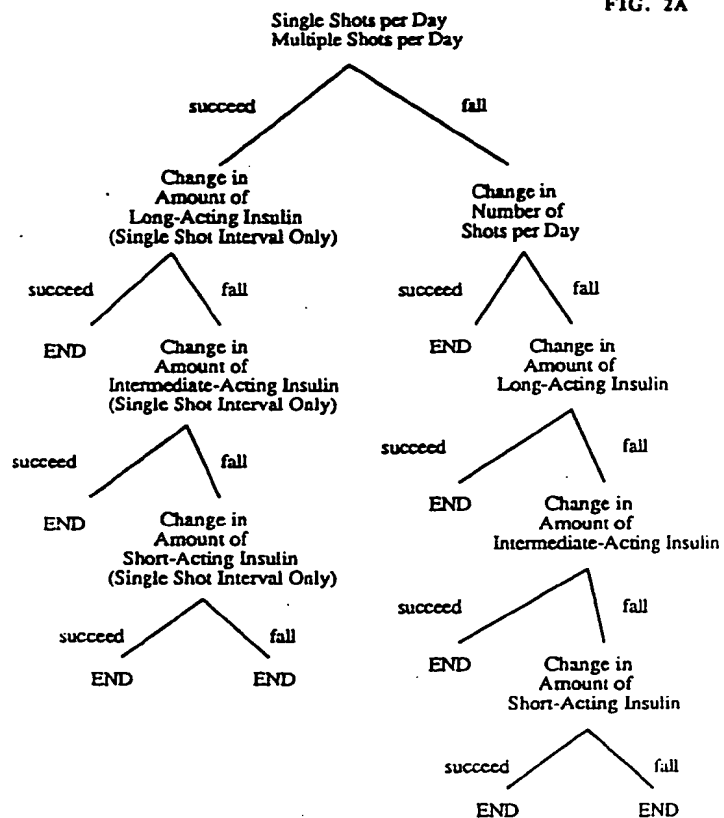 FIG. 2A
Single Shots per Day
Multiple Shots per Day
succeed
fail
Change in
Amount of
Long-Acting Insulin
(Single Shot Interval Only)
Change in
Number of
Shots per Day
succeed
fail
succeed
fail
END
Change in
Amount of
Intermediate-Acting Insulin
(Single Shot Interval Only)
END
Change in
Amount of
Long-Acting Insulin
succeed
fail
succeed
fail
END
Change in
Amount of
Short-Acting Insulin
(Single Shot Interval Only)
END
Change in
Amount of
Intermediate-Acting Insulin
succeed
fail
succeed
fail
END
END
END
Change in
Amount of
Short-Acting Insulin
succeed
fail
END
END